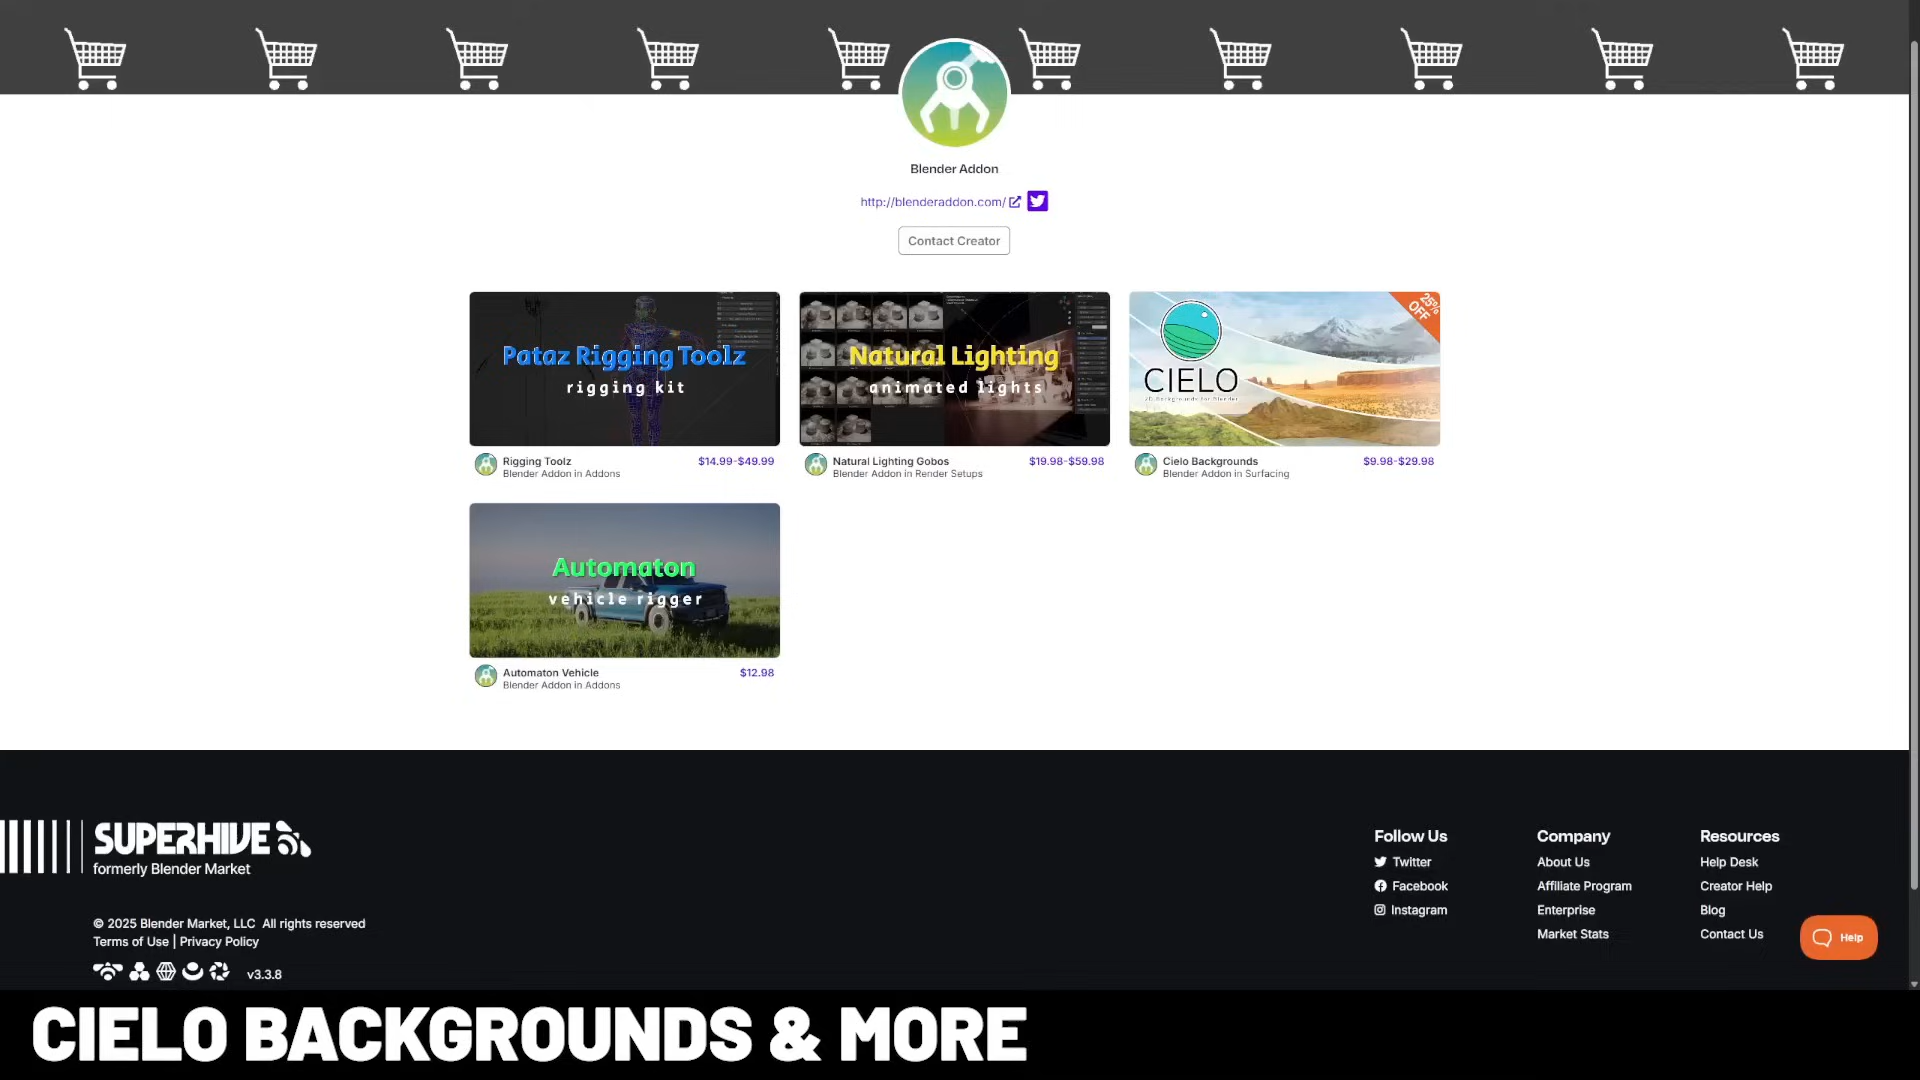 Blender Addon
http://blenderaddon.com/
Contact Creator
Pataz Rigging Toolz
rigging kit
Rigging Toolz
$14.99-$49.99
Blender Addon in Addons
Natural Lighting
animated lights
Natural Lighting Gobos
$19.98-$59.98
Blender Addon in Render Setups
25%
OFF
CIELO
2D Backgrounds for Blender
Cielo Backgrounds
$9.98-$29.98
Blender Addon in Surfacing
Automaton
vehicle rigger
Automaton Vehicle
$12.98
Blender Addon in Addons
SUPERHIVE
formerly Blender Market
© 2025 Blender Market, LLC All rights reserved
Terms of Use | Privacy Policy
v3.3.8
Follow Us
Twitter
Facebook
Instagram
Company
About Us
Affiliate Program
Enterprise
Market Stats
Resources
Help Desk
Creator Help
Blog
Contact Us
Help
CIELO BACKGROUNDS & MORE